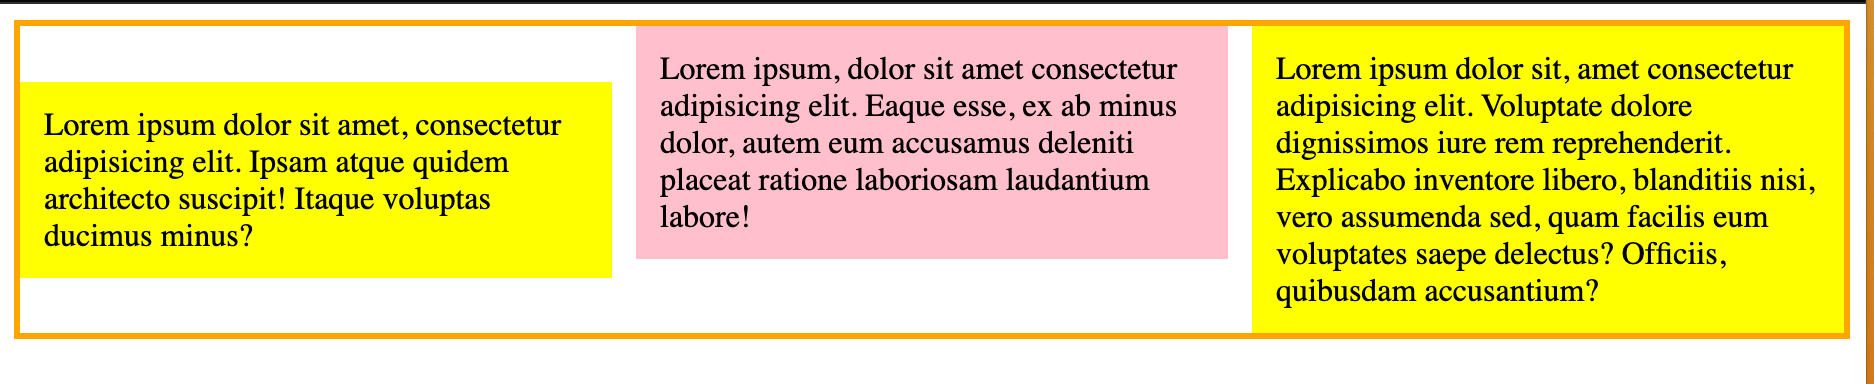 Lorem ipsum dolor sit amet, consectetur
adipisicing elit. Ipsam atque quidem
architecto suscipit! Itaque voluptas
ducimus minus?
Lorem ipsum, dolor sit amet consectetur
adipisicing elit. Eaque esse, ex ab minus
dolor, autem eum accusamus deleniti
placeat ratione laboriosam laudantium
labore!
Lorem ipsum dolor sit, amet consectetur
adipisicing elit. Voluptate dolore
dignissimos iure rem reprehenderit.
Explicabo inventore libero, blanditiis nisi,
vero assumenda sed, quam facilis eum
voluptates saepe delectus? Officiis,
quibusdam accusantium?